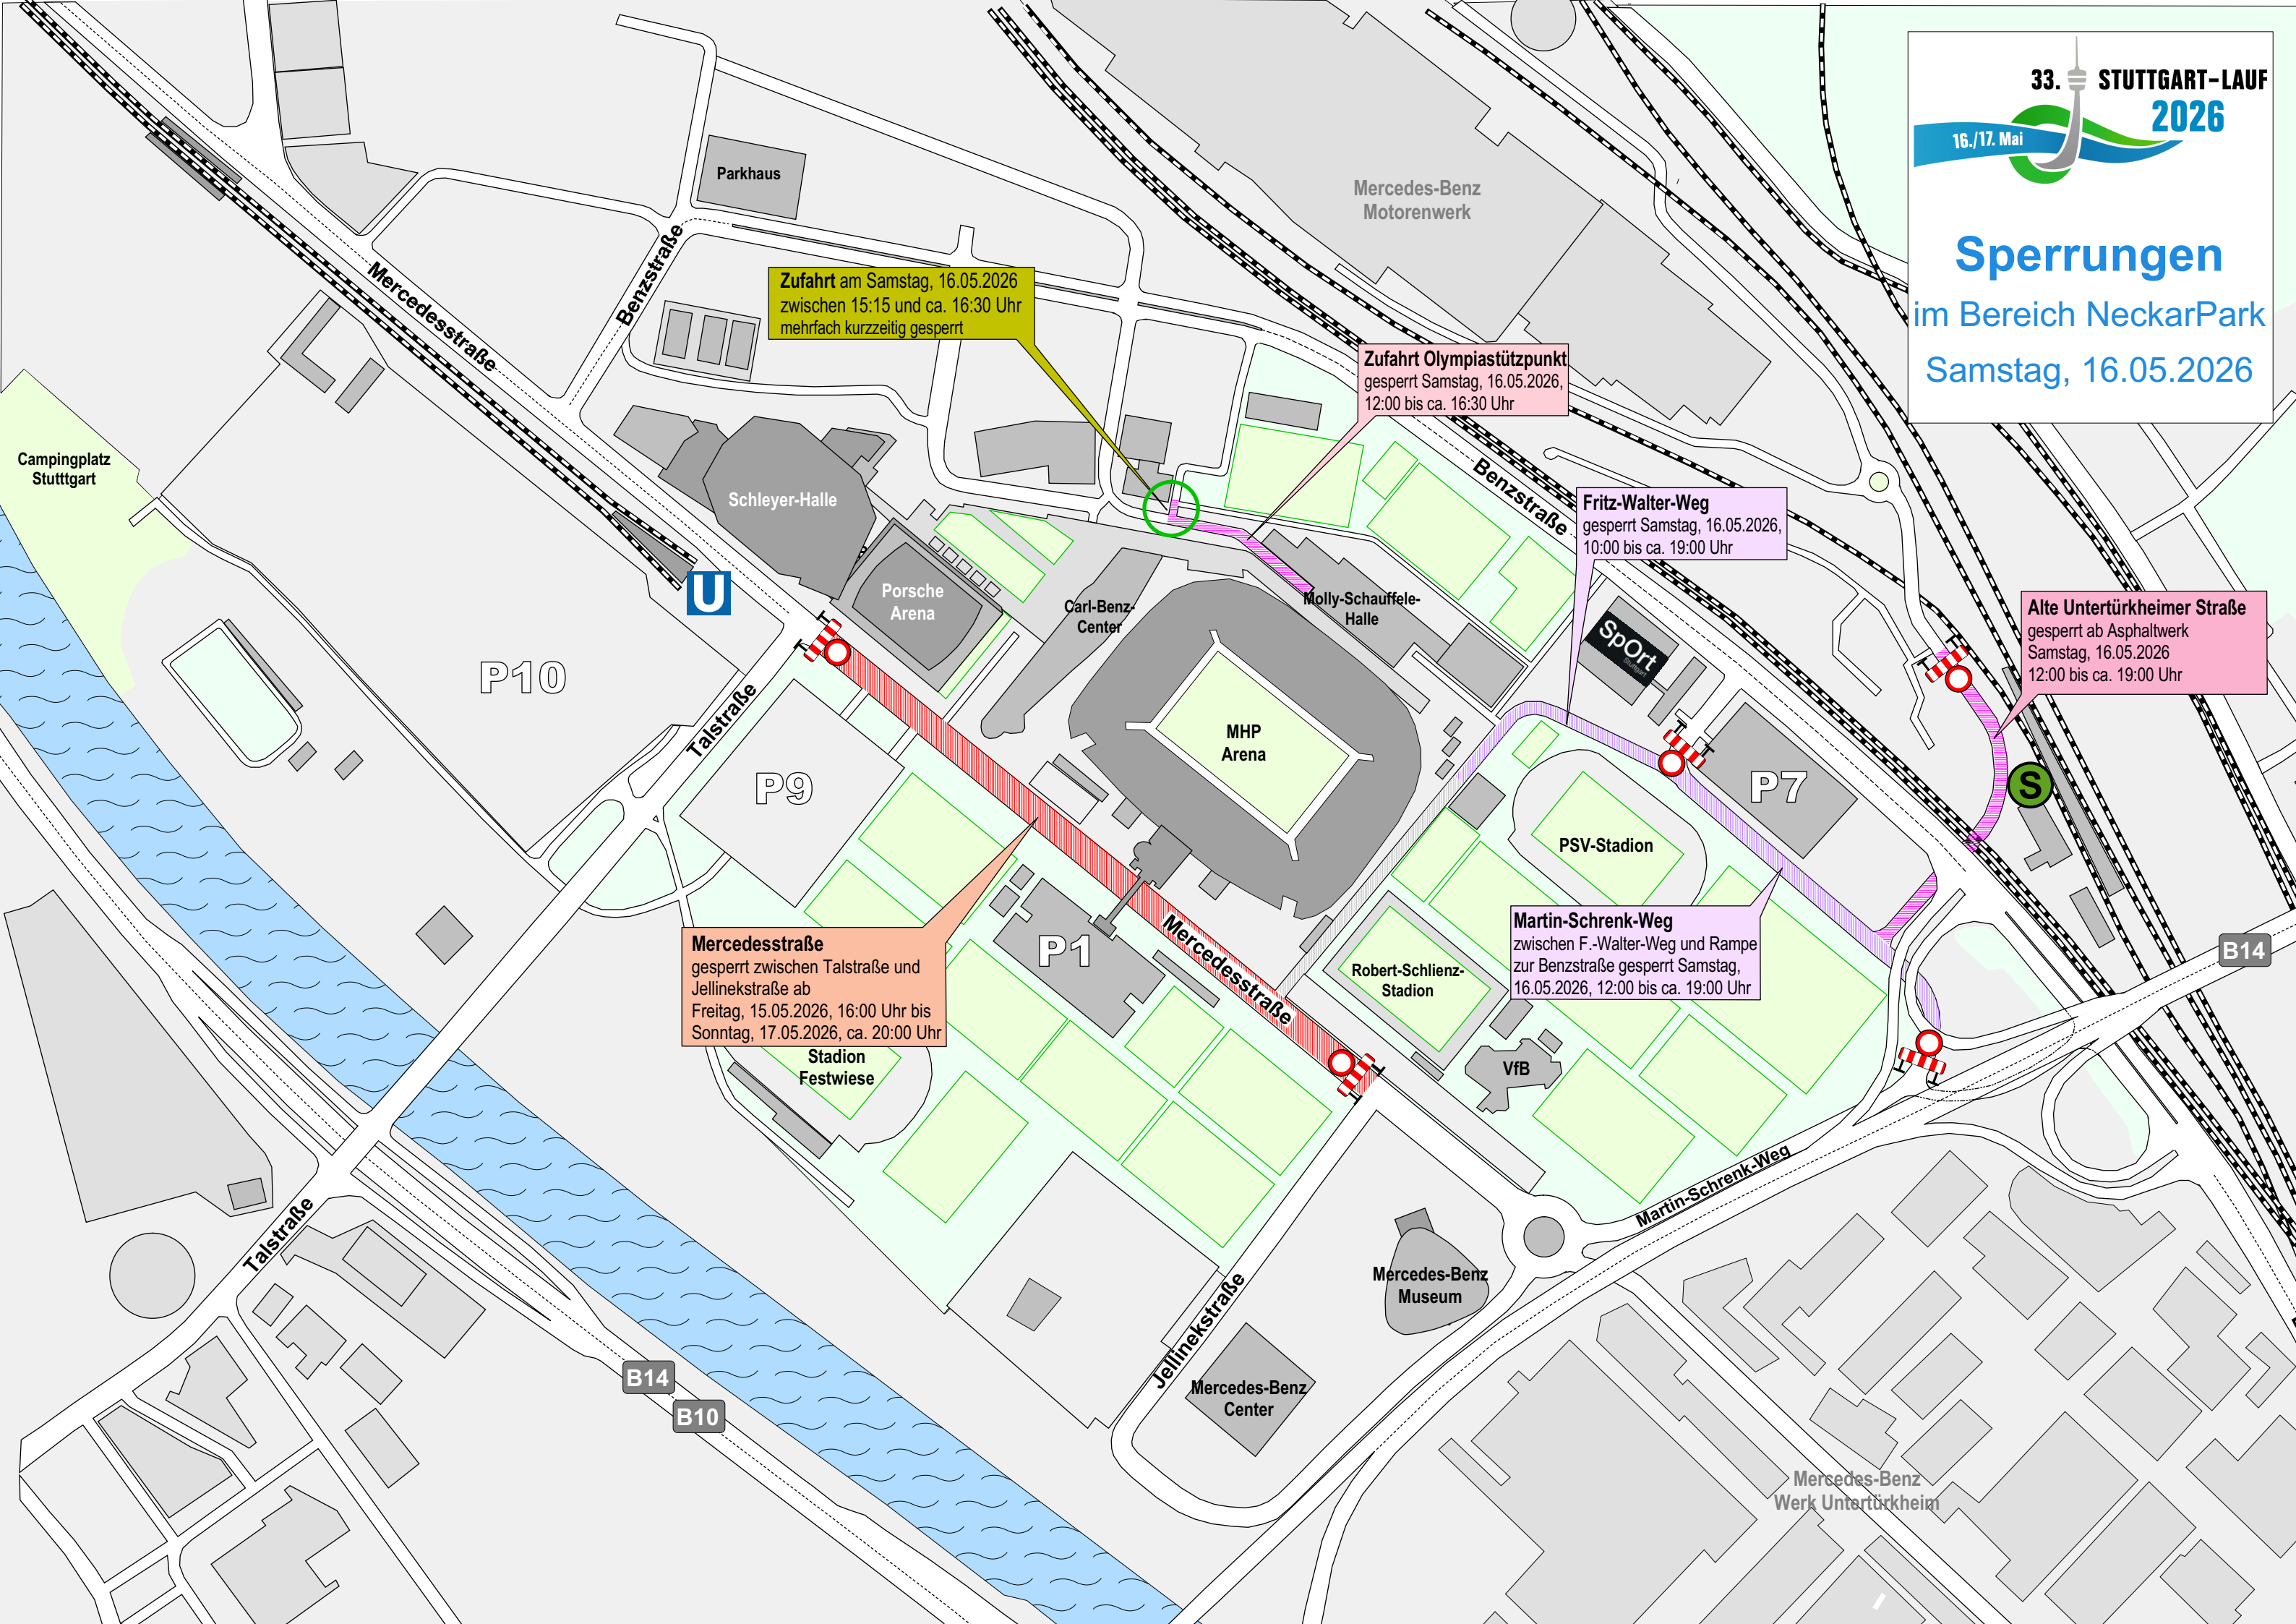 33. STUTTGART-LAUF
2026
16./17. Mai
Sperrungen
im Bereich NeckarPark
Samstag, 16.05.2026
Parkhaus
Mercedes-Benz
Motorenwerk
Benzstraße
Mercedesstraße
Zufahrt am Samstag, 16.05.2026
zwischen 15:15 und ca. 16:30 Uhr
mehrfach kurzzeitig gesperrt
Zufahrt Olympiastützpunkt
gesperrt Samstag, 16.05.2026,
12:00 bis ca. 16:30 Uhr
Campingplatz
Stutttgart
Schleyer-Halle
Benzstraße
Fritz-Walter-Weg
gesperrt Samstag, 16.05.2026,
10:00 bis ca. 19:00 Uhr
U
Porsche
Arena
Carl-Benz-
Center
Molly-Schauffele-
Halle
SpOrt
Stuttgart
Alte Untertürkheimer Straße
gesperrt ab Asphaltwerk
Samstag, 16.05.2026
12:00 bis ca. 19:00 Uhr
P10
Talstraße
MHP
Arena
P9
P7
S
PSV-Stadion
Mercedesstraße
gesperrt zwischen Talstraße und
Jellinekstraße ab
Freitag, 15.05.2026, 16:00 Uhr bis
Sonntag, 17.05.2026, ca. 20:00 Uhr
P1
Mercedesstraße
Robert-Schlienz-
Stadion
Martin-Schrenk-Weg
zwischen F.-Walter-Weg und Rampe
zur Benzstraße gesperrt Samstag,
16.05.2026, 12:00 bis ca. 19:00 Uhr
B14
Stadion
Festwiese
VfB
Martin-Schrenk-Weg
Talstraße
Mercedes-Benz
Museum
Jellinekstraße
Mercedes-Benz
Center
B14
B10
Mercedes-Benz
Werk Untertürkheim